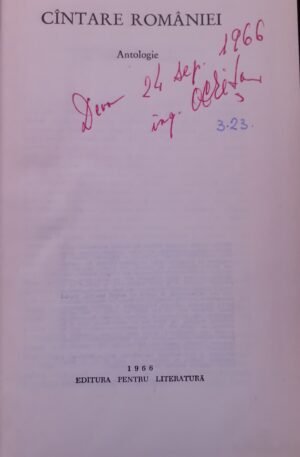 CÎNTARE ROMÂNIEI
Antologie
Deva 24 sep. 1966
ing.
3.23.
1966
EDITURA PENTRU LITERATURĂ